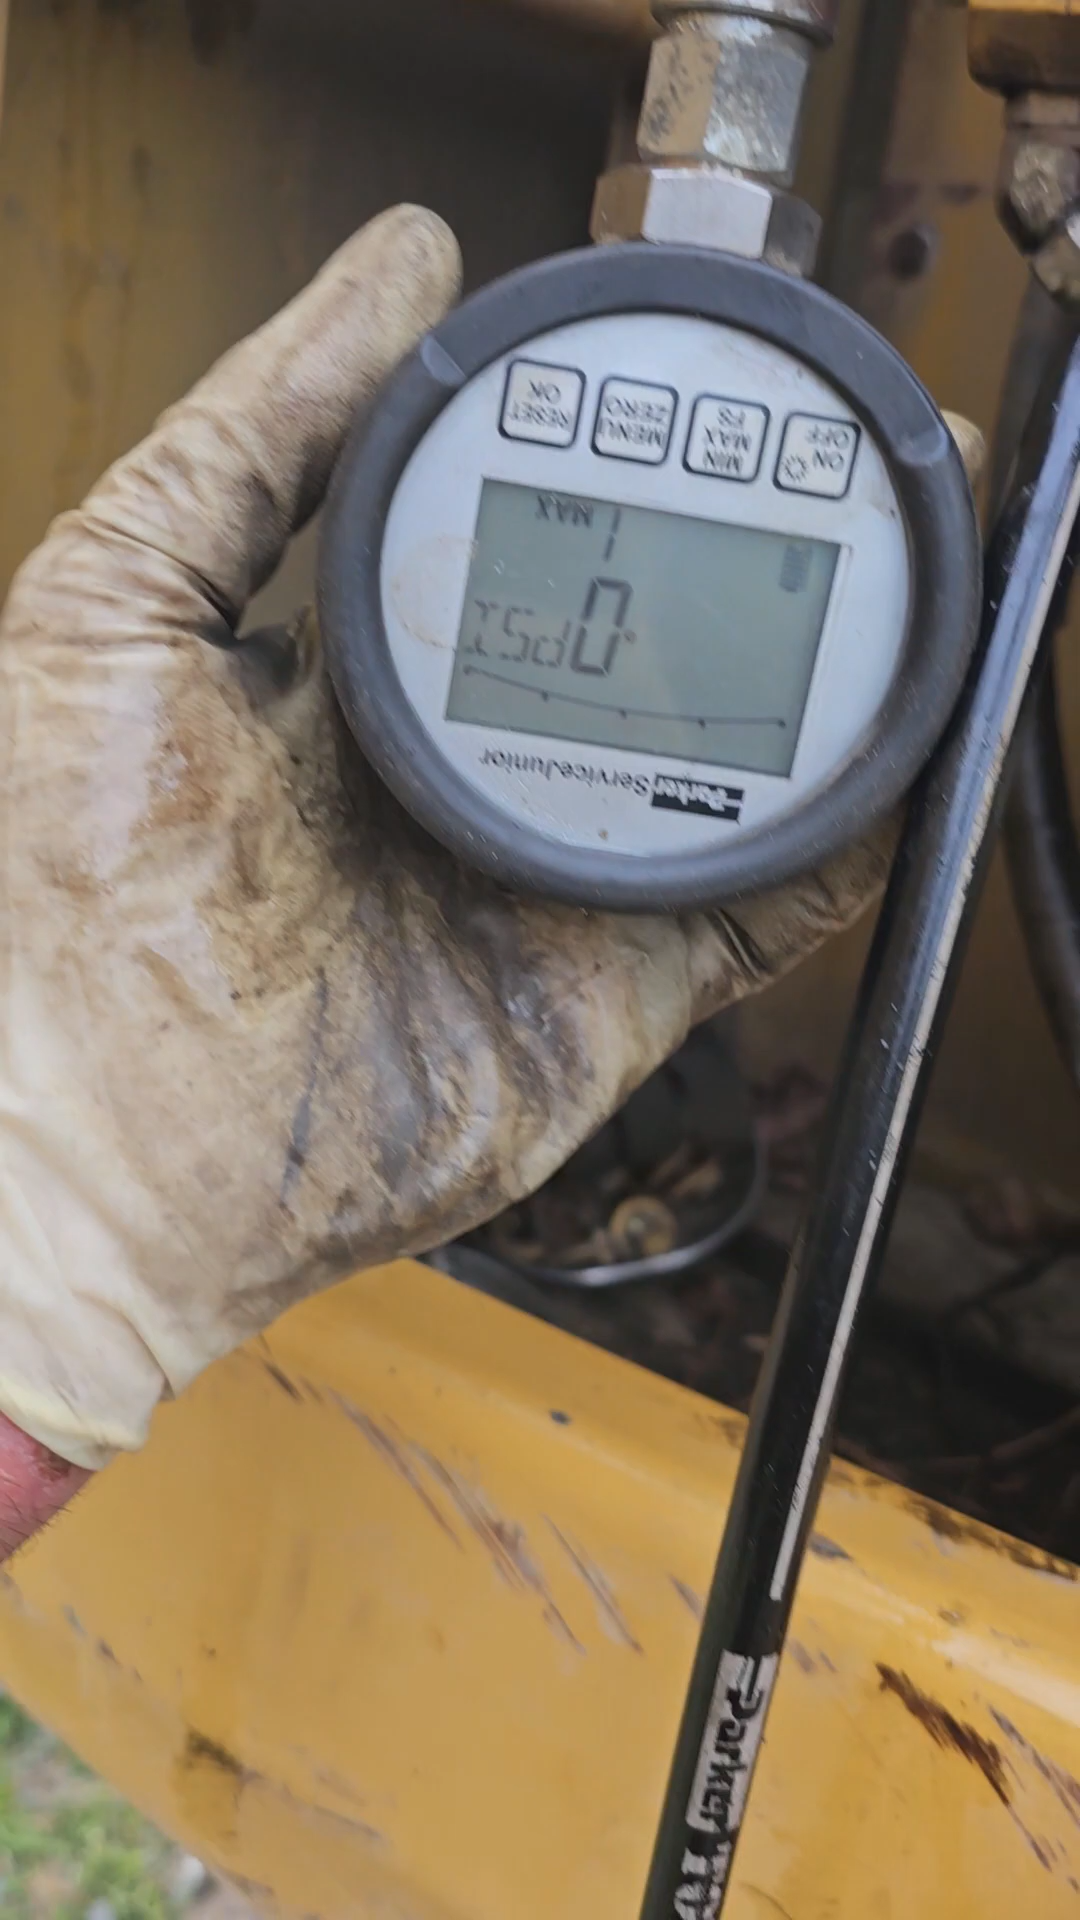 Parker ServiceJunior
0 PSI
1 MAX
ON
OFF
MIN
MAX
FS
MENU
ZERO
RESET
OK
Parker